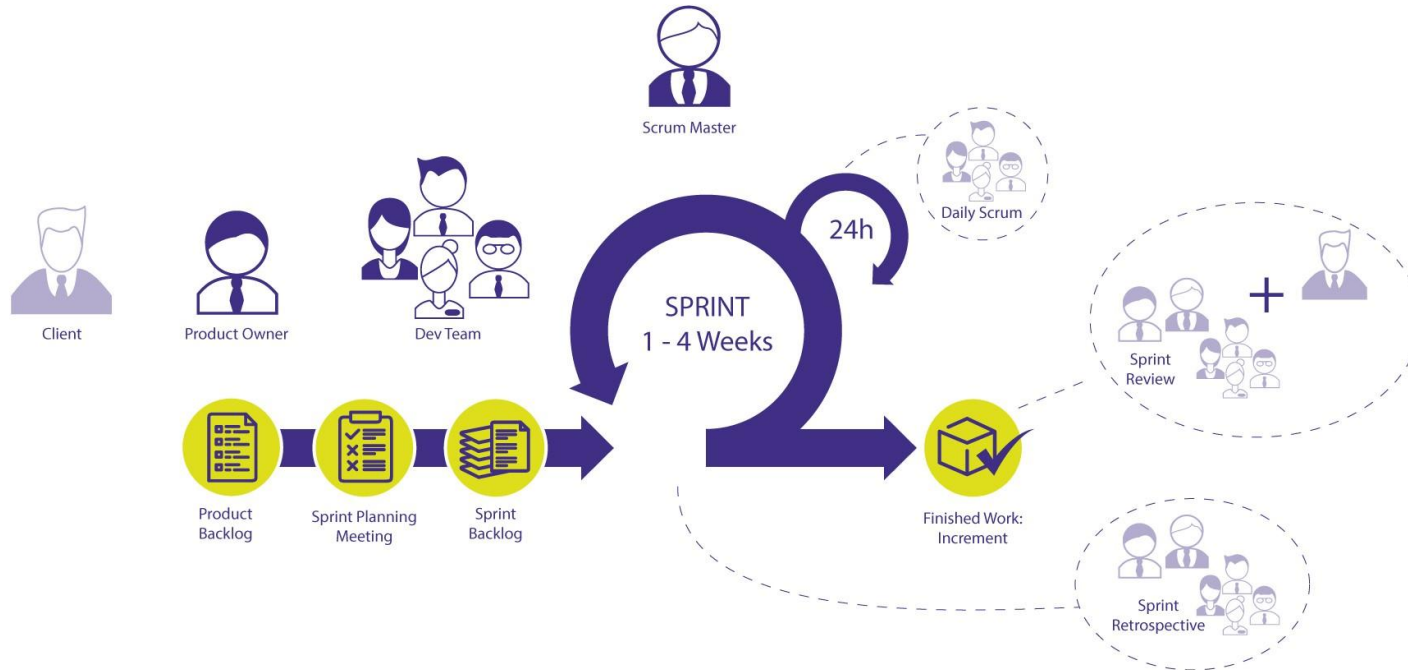 Scrum Master
Client
Product Owner
Dev Team
SPRINT
1 - 4 Weeks
24h
Daily Scrum
Sprint
Review
Product
Backlog
Sprint Planning
Meeting
Sprint
Backlog
Finished Work:
Increment
Sprint
Retrospective